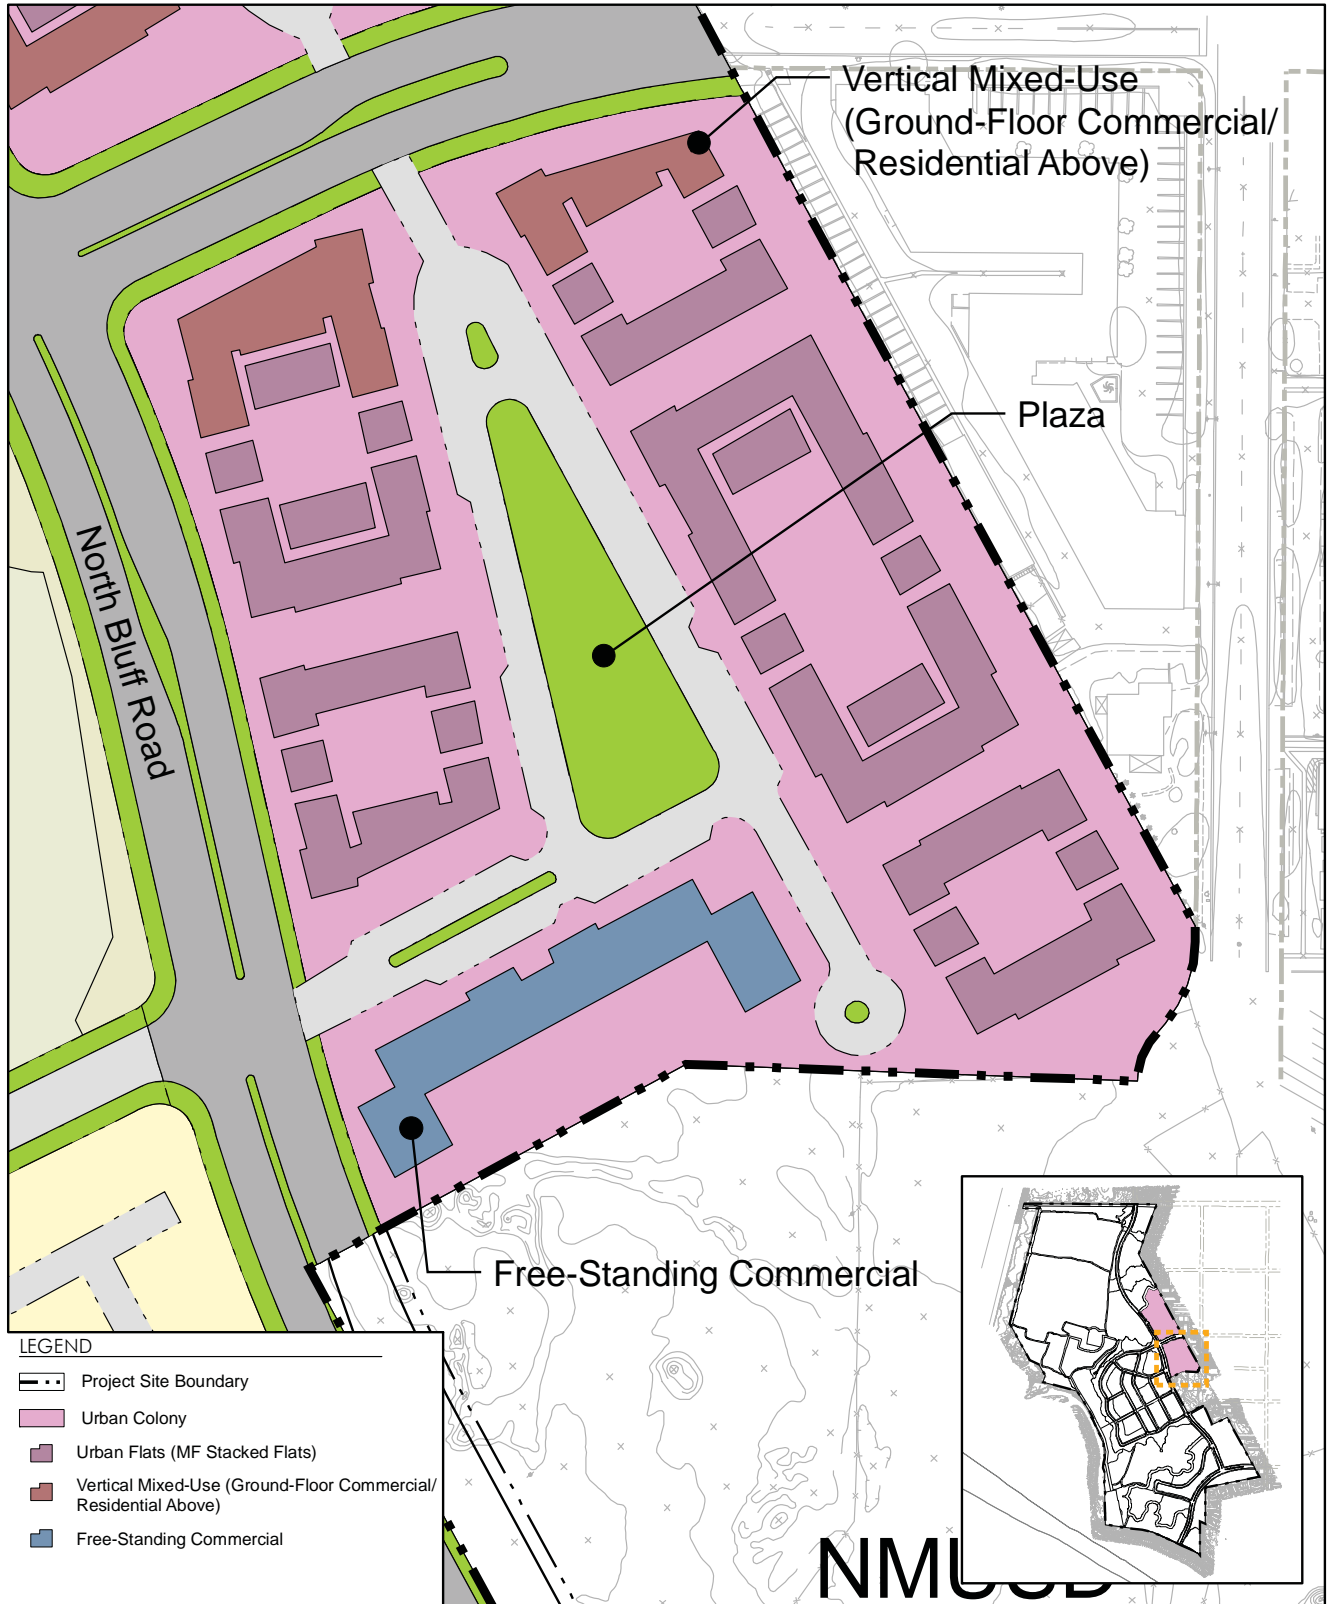 Vertical Mixed-Use
(Ground-Floor Commercial/
Residential Above)
Plaza
North Bluff Road
Free-Standing Commercial
LEGEND
Project Site Boundary
Urban Colony
Urban Flats (MF Stacked Flats)
Vertical Mixed-Use (Ground-Floor Commercial/
Residential Above)
Free-Standing Commercial